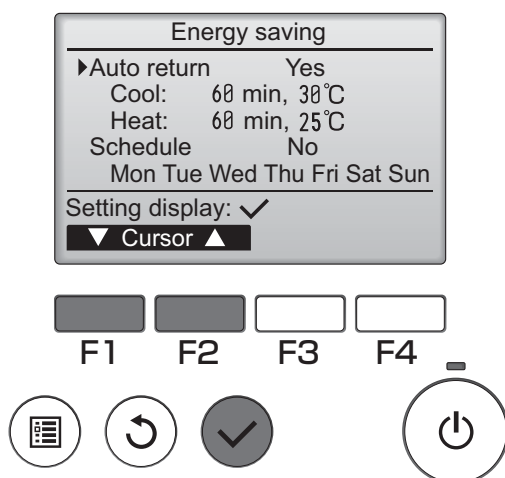 Energy saving
Auto return Yes
Cool: 60 min, 30°C
Heat: 60 min, 25°C
Schedule No
Mon Tue Wed Thu Fri Sat Sun
Setting display: ✓
▼ Cursor ▲
F1 F2 F3 F4